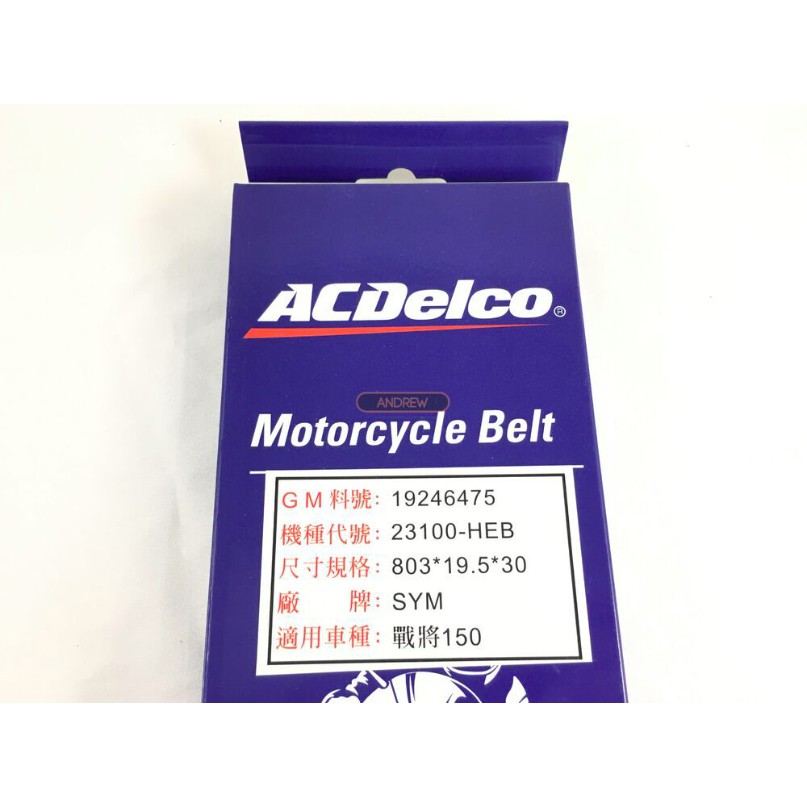 ACDelco®
ANDREW
Motorcycle Belt
GM料號: 19246475
機種代號: 23100-HEB
尺寸規格: 803*19.5*30
廠 牌: SYM
適用車種: 戰將150